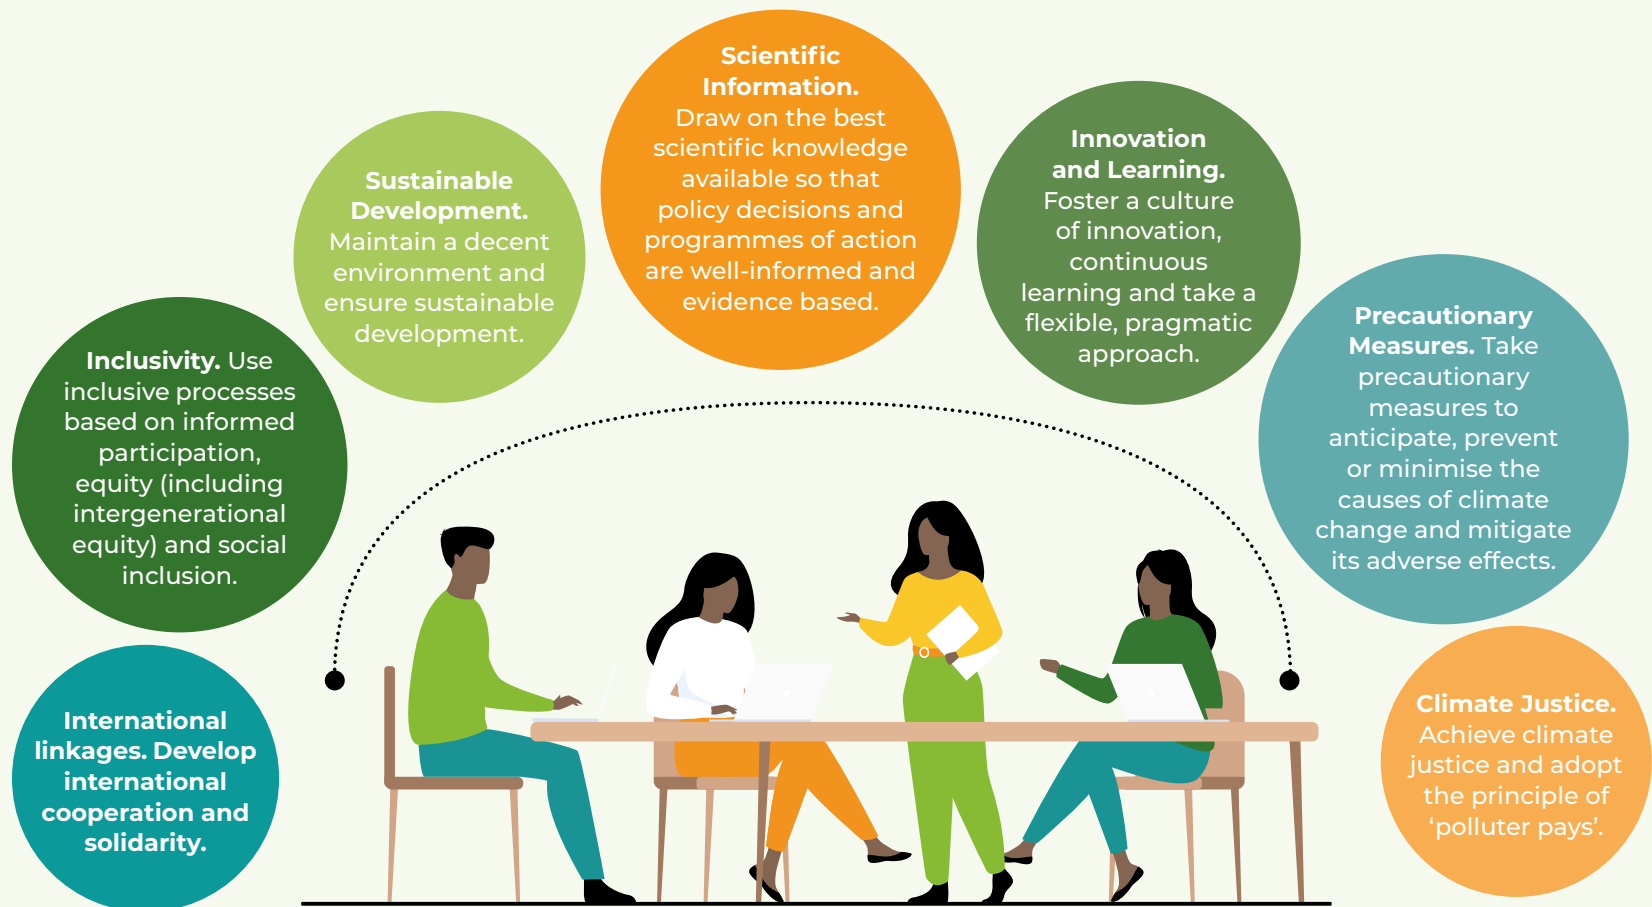 International
linkages. Develop
international
cooperation and
solidarity.
Inclusivity. Use
inclusive processes
based on informed
participation,
equity (including
intergenerational
equity) and social
inclusion.
Sustainable
Development.
Maintain a decent
environment and
ensure sustainable
development.
Scientific
Information.
Draw on the best
scientific knowledge
available so that
policy decisions and
programmes of action
are well-informed and
evidence based.
Innovation
and Learning.
Foster a culture
of innovation,
continuous
learning and take a
flexible, pragmatic
approach.
Precautionary
Measures. Take
precautionary
measures to
anticipate, prevent
or minimise the
causes of climate
change and mitigate
its adverse effects.
Climate Justice.
Achieve climate
justice and adopt
the principle of
‘polluter pays’.